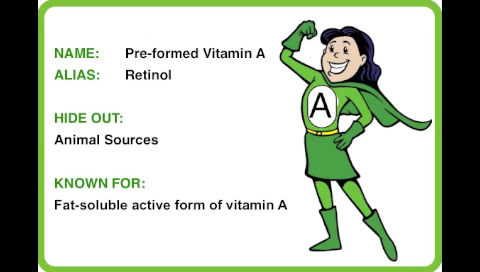 NAME: Pre-formed Vitamin A
ALIAS: Retinol
HIDE OUT:
Animal Sources
KNOWN FOR:
Fat-soluble active form of vitamin A
A